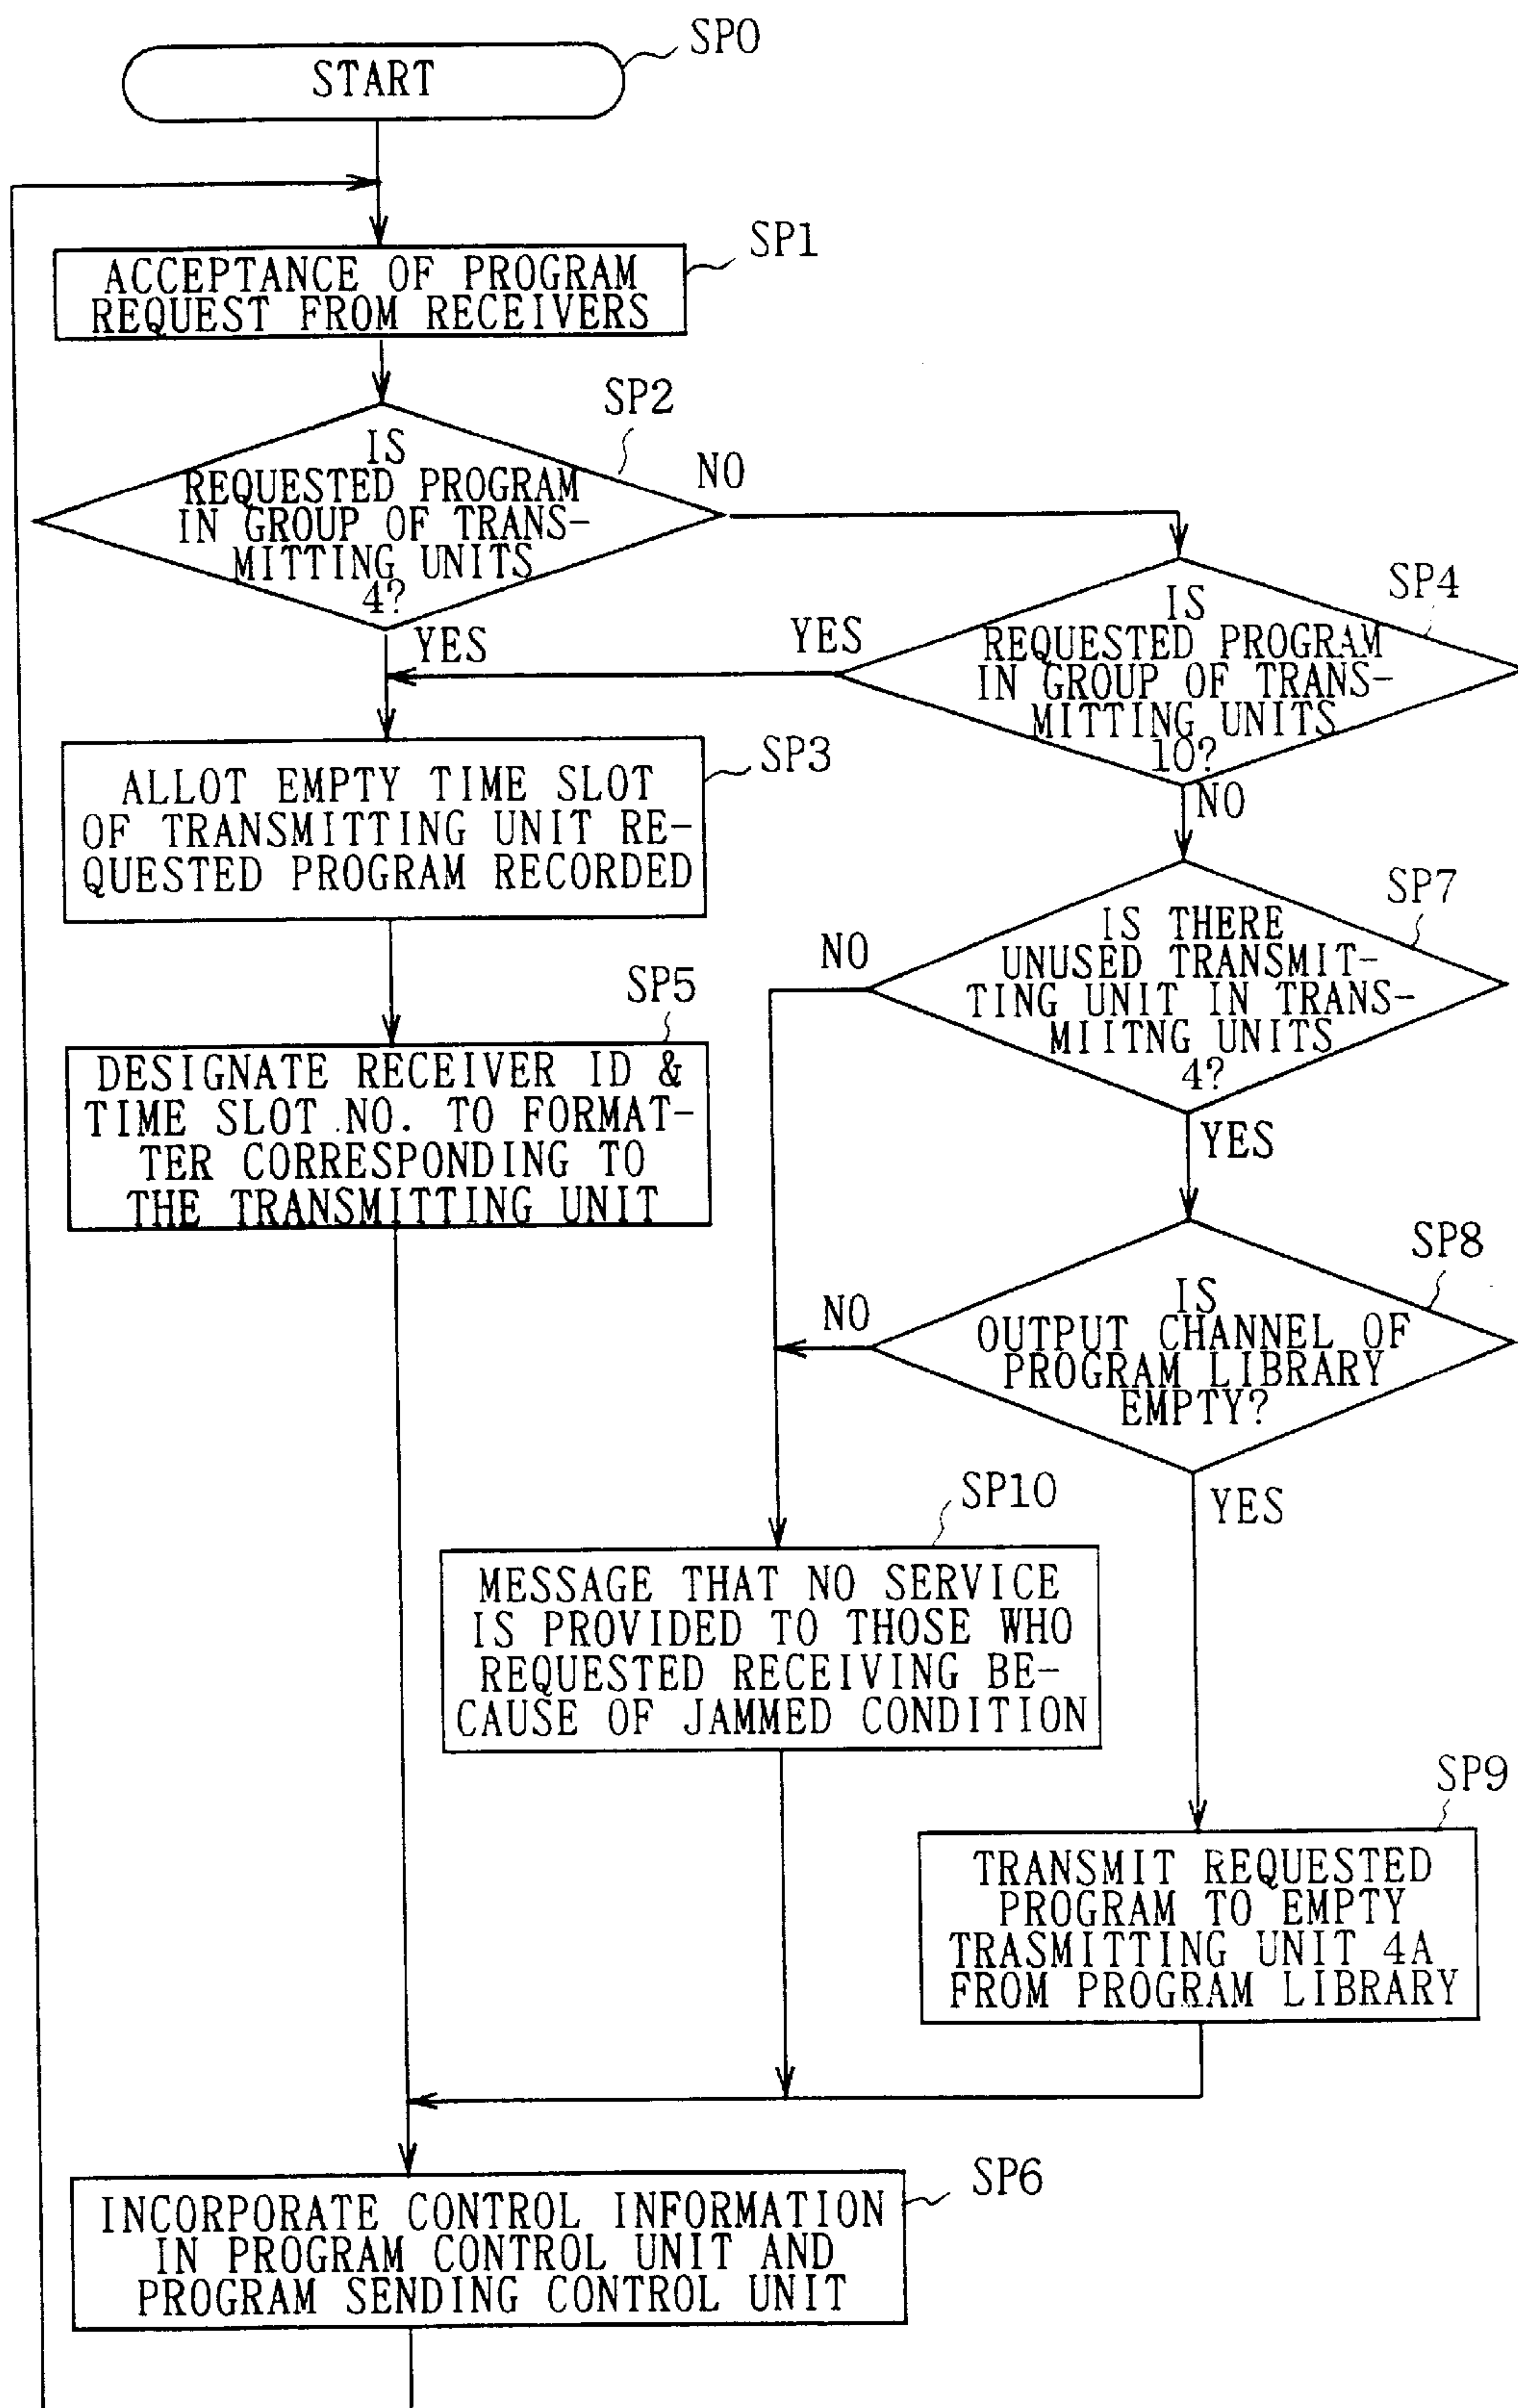 SP0
START
SP1
ACCEPTANCE OF PROGRAM
REQUEST FROM RECEIVERS
SP2
IS
REQUESTED PROGRAM
IN GROUP OF TRANS-
MITTING UNITS
4?
NO
YES
SP4
IS
REQUESTED PROGRAM
IN GROUP OF TRANS-
MITTING UNITS
10?
YES
NO
SP3
ALLOT EMPTY TIME SLOT
OF TRANSMITTING UNIT RE-
QUESTED PROGRAM RECORDED
SP7
IS THERE
UNUSED TRANSMIT-
TING UNIT IN TRANS-
MIITNG UNITS
4?
NO
YES
SP5
DESIGNATE RECEIVER ID &
TIME SLOT NO. TO FORMAT-
TER CORRESPONDING TO
THE TRANSMITTING UNIT
SP8
IS
OUTPUT CHANNEL OF
PROGRAM LIBRARY
EMPTY?
NO
YES
SP10
MESSAGE THAT NO SERVICE
IS PROVIDED TO THOSE WHO
REQUESTED RECEIVING BE-
CAUSE OF JAMMED CONDITION
SP9
TRANSMIT REQUESTED
PROGRAM TO EMPTY
TRASMITTING UNIT 4A
FROM PROGRAM LIBRARY
SP6
INCORPORATE CONTROL INFORMATION
IN PROGRAM CONTROL UNIT AND
PROGRAM SENDING CONTROL UNIT